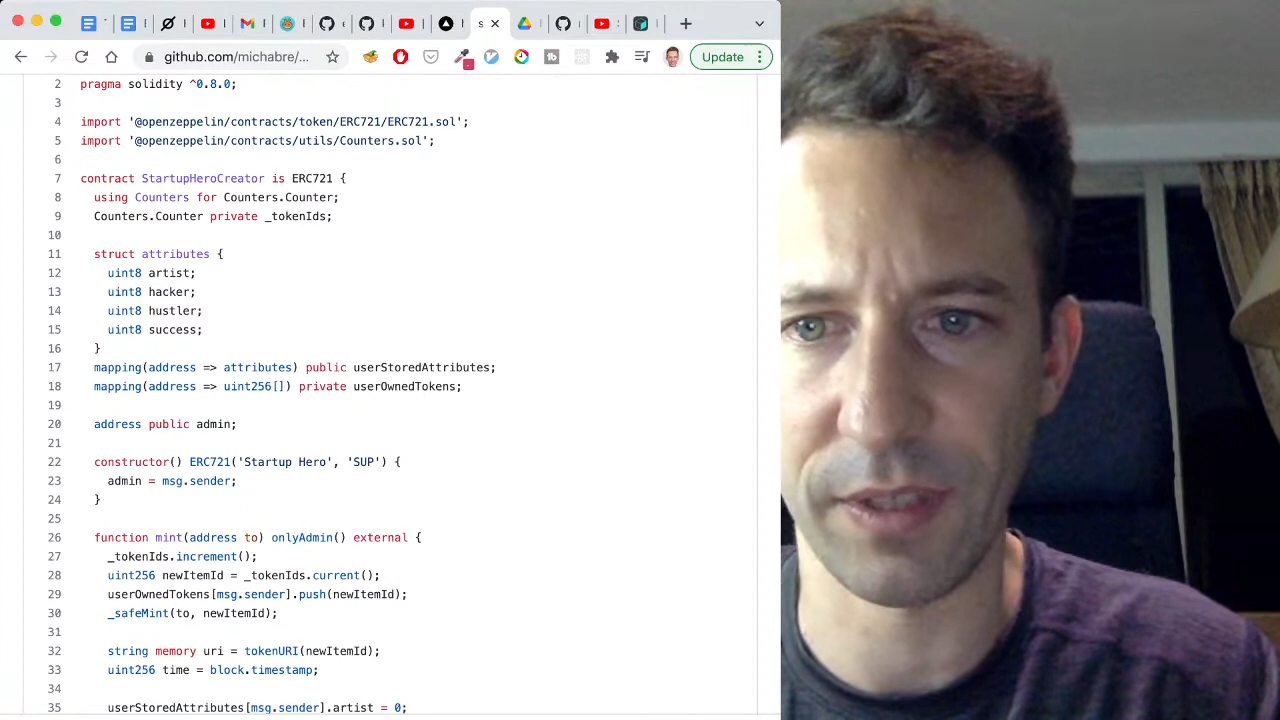 s
github.com/michabre/...
Update
2 pragma solidity ^0.8.0;
3
4 import '@openzeppelin/contracts/token/ERC721/ERC721.sol';
5 import '@openzeppelin/contracts/utils/Counters.sol';
6
7 contract StartupHeroCreator is ERC721 {
8 using Counters for Counters.Counter;
9 Counters.Counter private _tokenIds;
10
11 struct attributes {
12 uint8 artist;
13 uint8 hacker;
14 uint8 hustler;
15 uint8 success;
16 }
17 mapping(address => attributes) public userStoredAttributes;
18 mapping(address => uint256[]) private userOwnedTokens;
19
20 address public admin;
21
22 constructor() ERC721('Startup Hero', 'SUP') {
23 admin = msg.sender;
24 }
25
26 function mint(address to) onlyAdmin() external {
27 _tokenIds.increment();
28 uint256 newItemId = _tokenIds.current();
29 userOwnedTokens[msg.sender].push(newItemId);
30 _safeMint(to, newItemId);
31
32 string memory uri = tokenURI(newItemId);
33 uint256 time = block.timestamp;
34
35 userStoredAttributes[msg.sender].artist = 0;